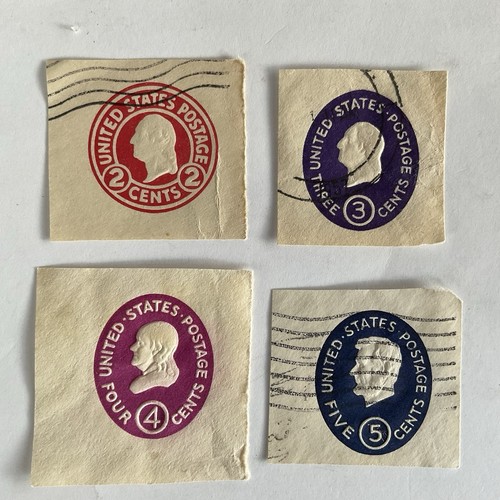 UNITED STATES POSTAGE
2 CENTS 2
UNITED·STATES·POSTAGE
THREE 3 CENTS
UNITED·STATES·POSTAGE
FOUR 4 CENTS
UNITED·STATES·POSTAGE
FIVE 5 CENTS